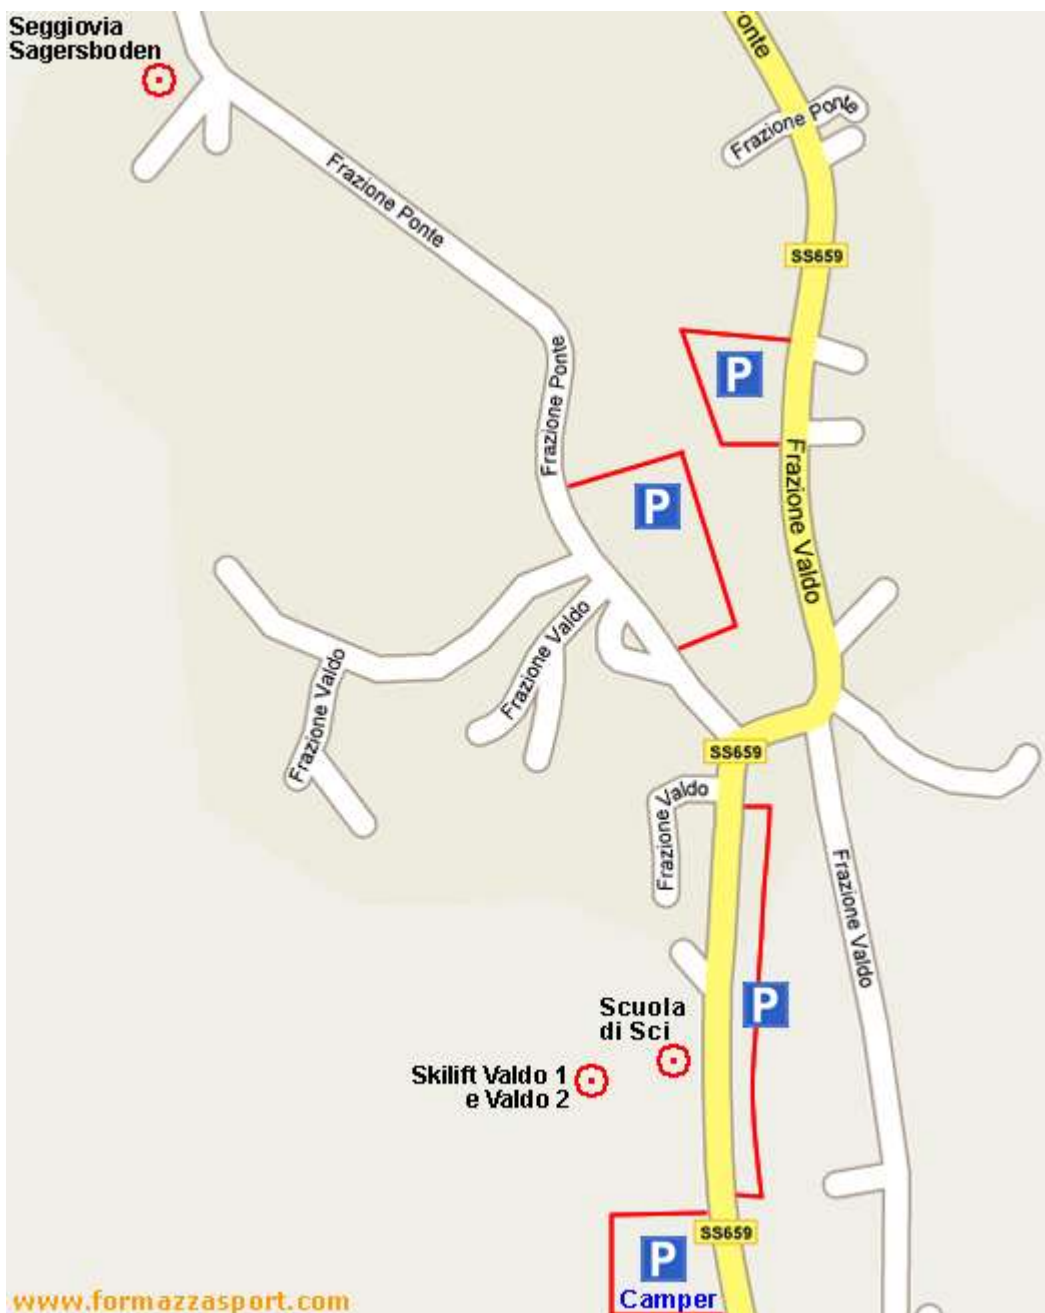 Seggiovia
Sagersboden
Ponte
Frazione Ponte
Frazione Ponte
SS659
Frazione Ponte
P
P
Frazione Valdo
Frazione Valdo
Frazione Valdo
SS659
Frazione Valdo
Frazione Valdo
P
Scuola
di Sci
Skilift Valdo 1
e Valdo 2
SS659
P
Camper
www.formazzasport.com